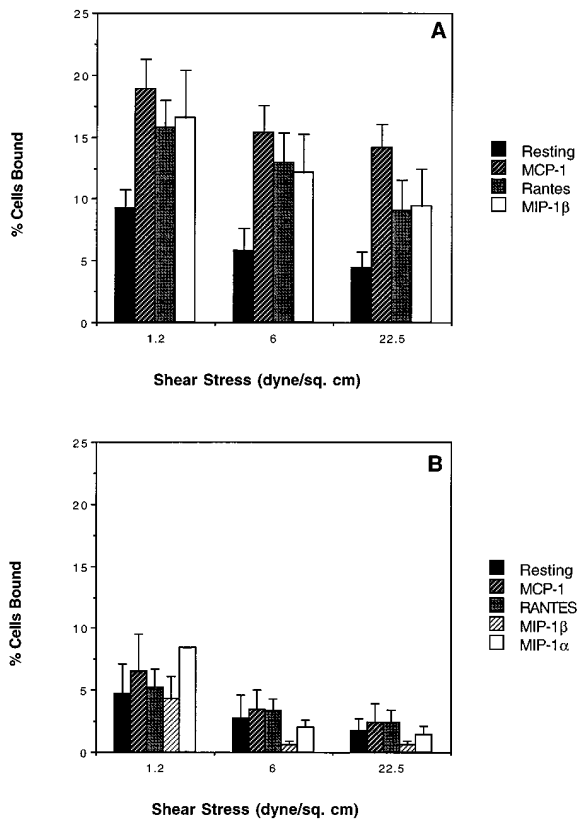 A
25
20
15
10
5
0
% Cells Bound
1.2 6 22.5
Shear Stress (dyne/sq. cm)
Resting
MCP-1
Rantes
MIP-1β
B
25
20
15
10
5
0
% Cells Bound
1.2 6 22.5
Shear Stress (dyne/sq. cm)
Resting
MCP-1
RANTES
MIP-1β
MIP-1α